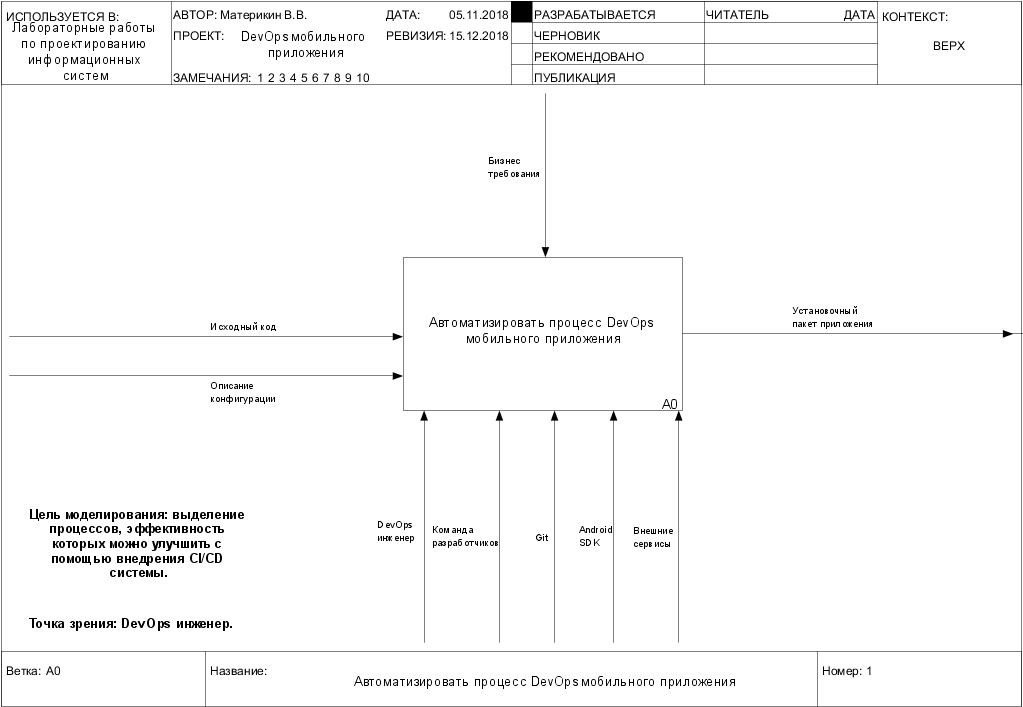 ИСПОЛЬЗУЕТСЯ В:
Лабораторные работы
по проектированию
информационных
систем
АВТОР: Материкин В.В.
ДАТА: 05.11.2018
ПРОЕКТ: DevOps мобильного
приложения
РЕВИЗИЯ: 15.12.2018
ЗАМЕЧАНИЯ: 1 2 3 4 5 6 7 8 9 10
РАЗРАБАТЫВАЕТСЯ
ЧЕРНОВИК
РЕКОМЕНДОВАНО
ПУБЛИКАЦИЯ
ЧИТАТЕЛЬ
ДАТА
КОНТЕКСТ:
ВЕРХ
Бизнес
требования
Исходный код
Описание
конфигурации
Автоматизировать процесс DevOps
мобильного приложения
A0
Установочный
пакет приложения
DevOps
инженер
Команда
разработчиков
Git
Android
SDK
Внешние
сервисы
Цель моделирования: выделение
процессов, эффективность
которых можно улучшить с
помощью внедрения CI/CD
системы.
Точка зрения: DevOps инженер.
Ветка: A0
Название:
Автоматизировать процесс DevOps мобильного приложения
Номер: 1